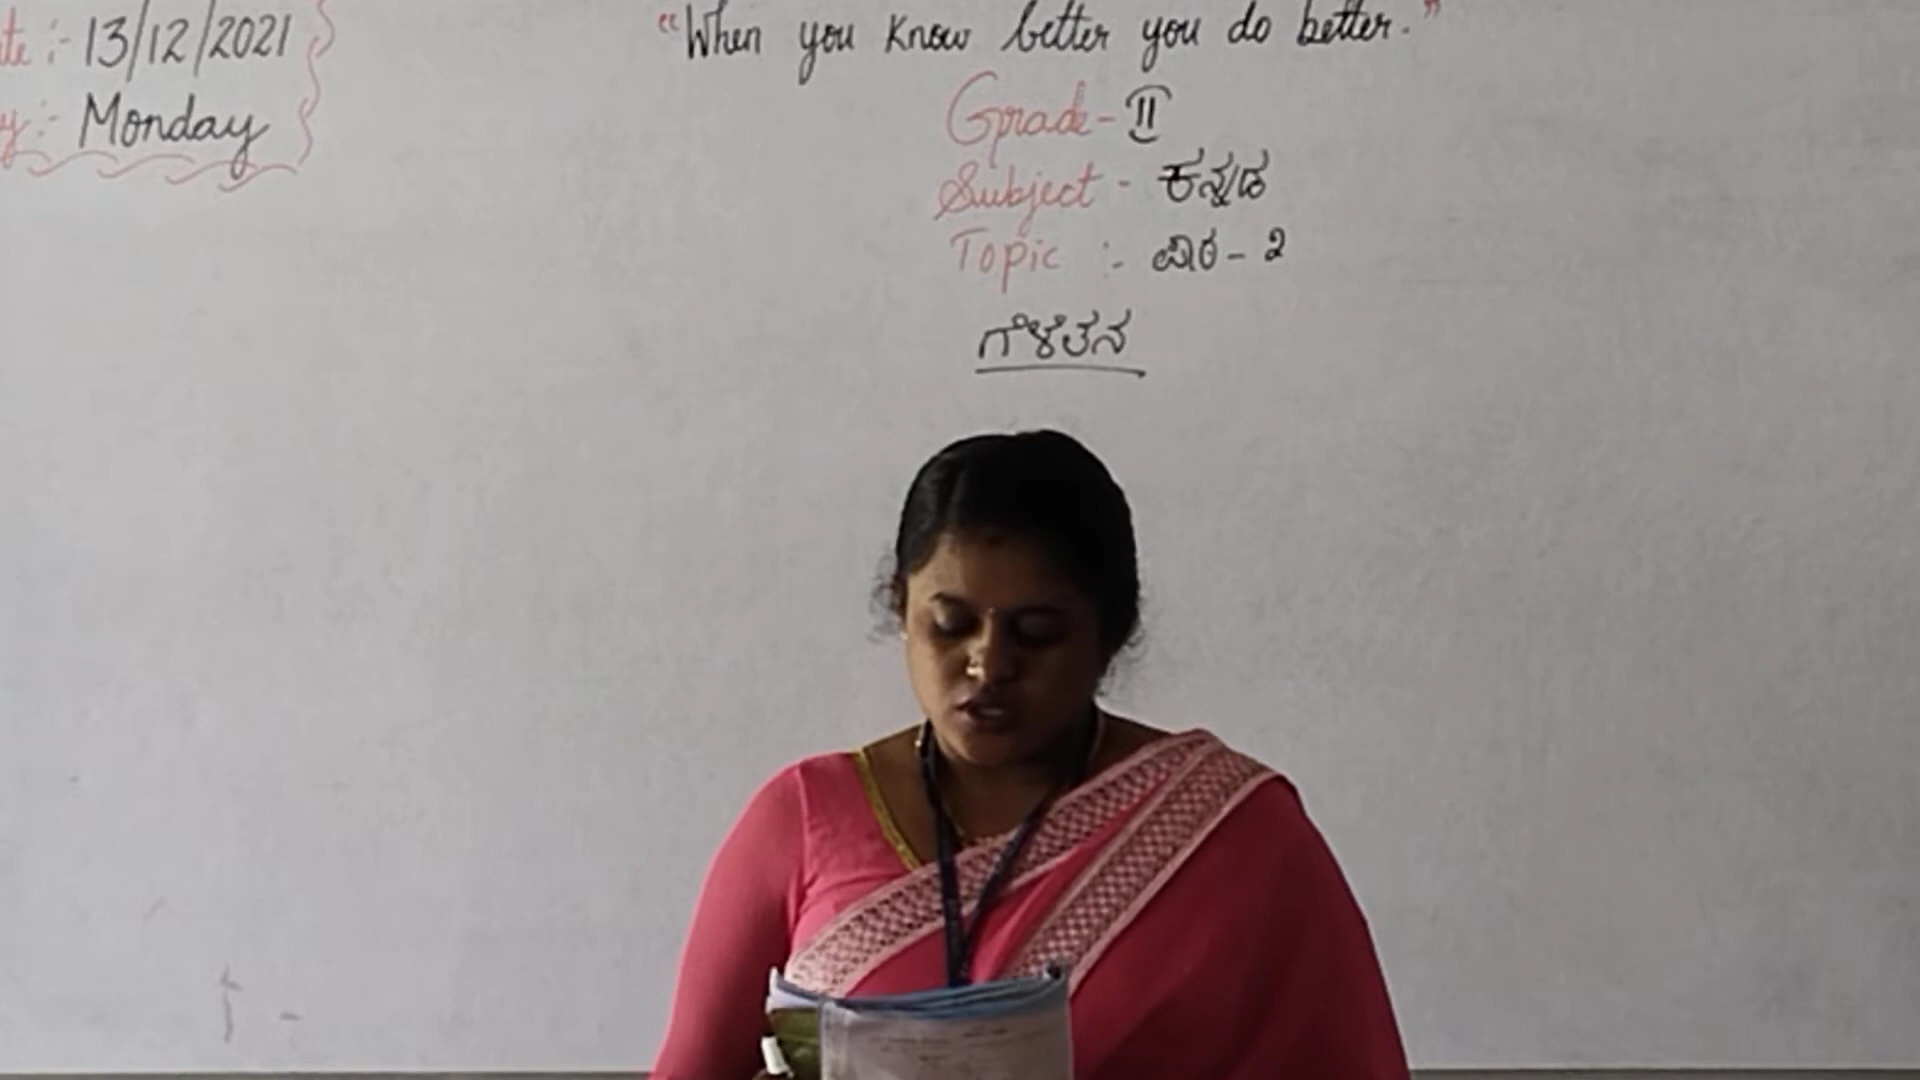 te :- 13/12/2021
y :- Monday
"When you know better you do better."
Grade - II
Subject - ಕನ್ನಡ
Topic :- ಪಾಠ - 2
ಗೆಳೆತನ